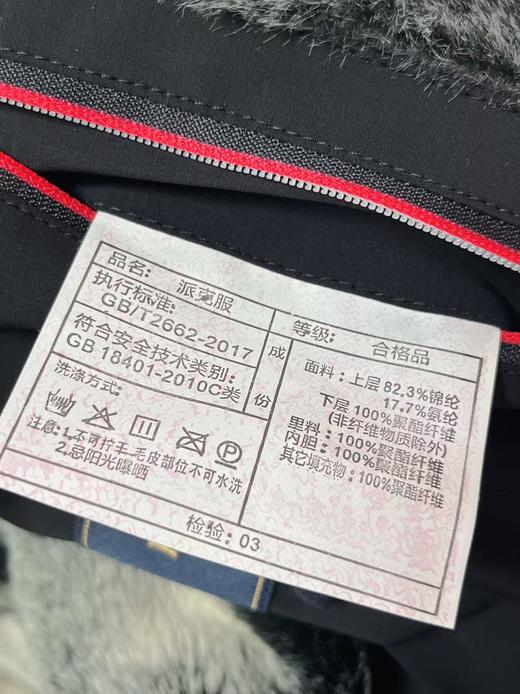 品名: 派克服
执行标准:
GB/T2662-2017
符合安全技术类别:
GB 18401-2010C类
洗涤方式:
P
注意:1.不可拧干.毛皮部位不可水洗
2.忌阳光曝晒
成份
等级: 合格品
面料:上层82.3%锦纶
17.7%氨纶
下层100%聚酯纤维
(非纤维物质除外)
里料:100%聚酯纤维
内胆:100%聚酯纤维
其它填充物:100%聚酯纤维
检验:03